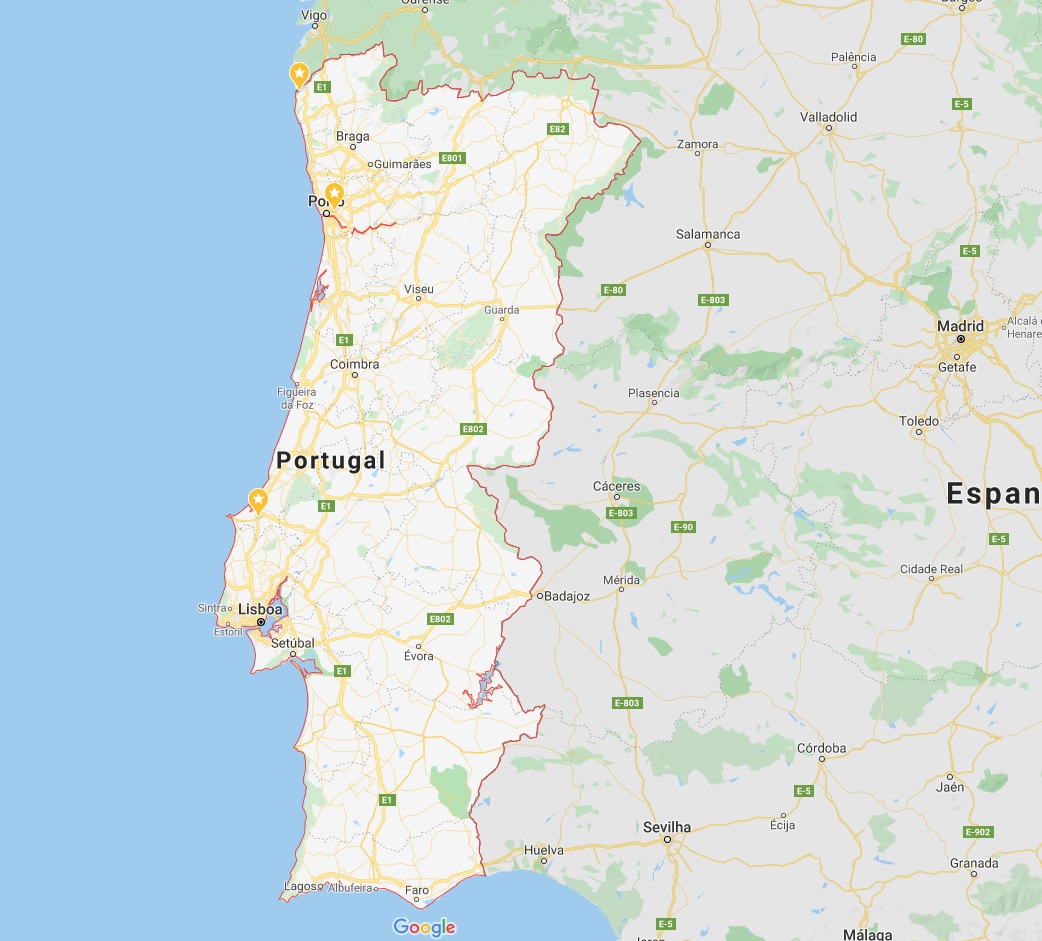 Vigo
Ourense
Burgos
E-80
Palência
E1
E-5
Valladolid
E82
Braga
Zamora
Guimarães
E801
Porto
Salamanca
E-5
Viseu
E-80
E-803
Guarda
Madrid
Alcalá
Henare
E1
Coimbra
Getafe
Figueira
da Foz
Plasencia
Toledo
E802
Portugal
Cáceres
Espan
E1
E-803
E-90
E-5
Cidade Real
Mérida
Badajoz
Sintra
Lisboa
E802
Estoril
Setúbal
Évora
E1
E-803
Córdoba
Jaén
E-5
E1
Sevilha
Écija
E-902
Huelva
Granada
Lagos
Albufeira
Faro
Google
E-5
Málaga